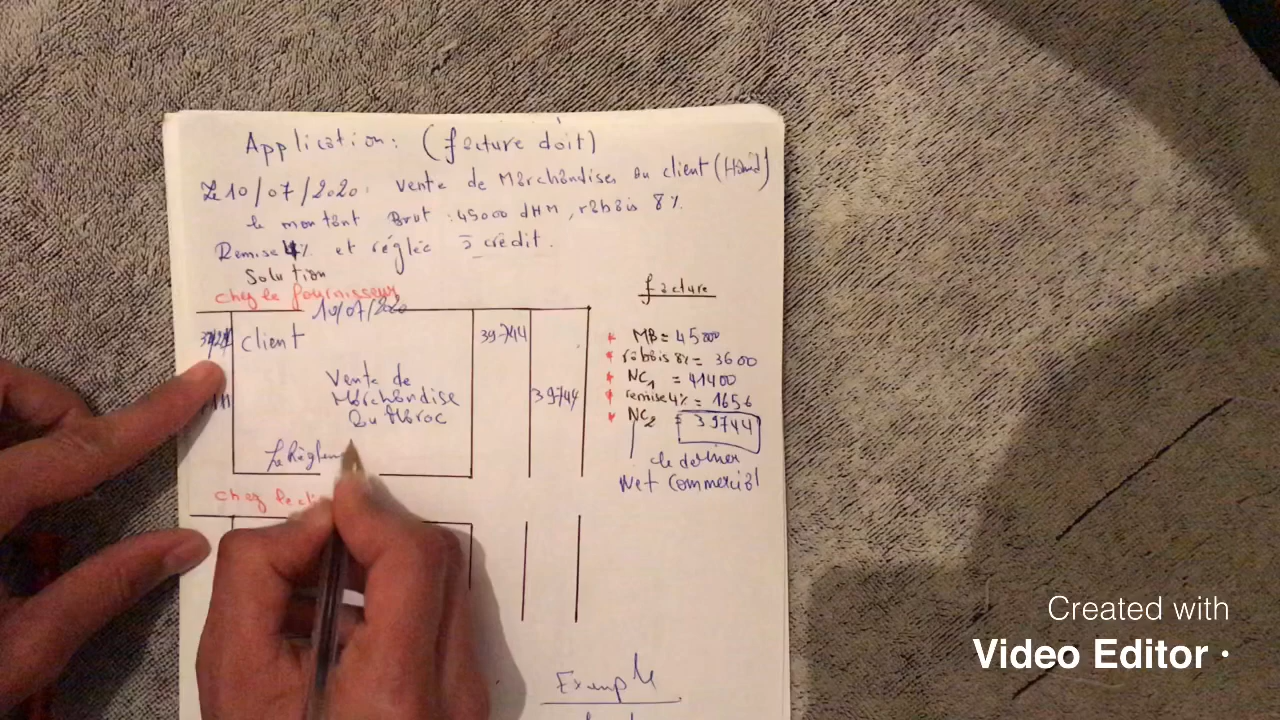 Application: (facture doit)
Le 10/07/2020: Vente de Marchandises au client (Hamid)
le montant Brut : 45000 dHM, rabais 8%.
Remise 4% et réglée à crédit.
Solution
chez le fournisseur
10/07/2020
client
39744
Vente de
Marchandise
au Maroc
39744
Le Règlem
chez le cli
facture
* MB = 45000
* rabais 8% = 3600
* NC1 = 41400
* remise 4% = 1656
* NC2 = 39744
le dernier
Net commercial
Exemple
Created with
Video Editor